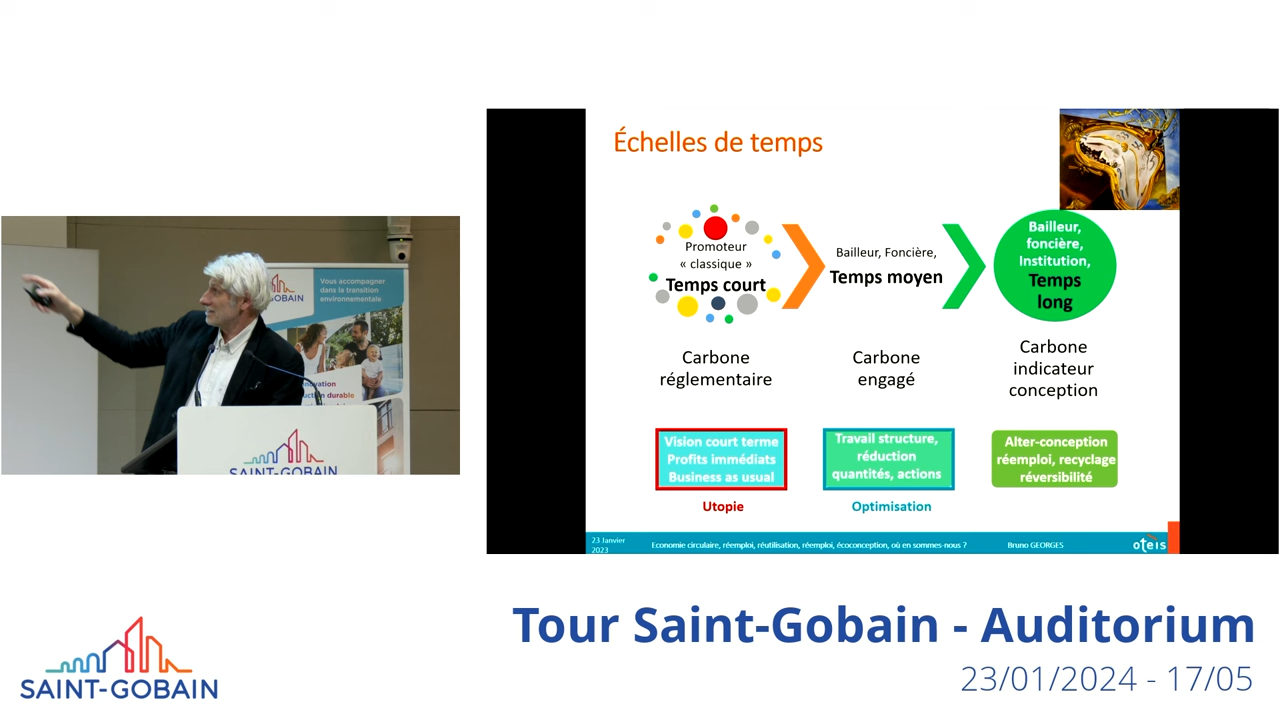 GOBAIN
Vous accompagner
dans la transition
environnementale
uction durable
SAINT-GOBAIN
Échelles de temps
Promoteur
« classique »
Temps court
Bailleur, Foncière,
Temps moyen
Bailleur,
foncière,
Institution,
Temps
long
Carbone
réglementaire
Carbone
engagé
Carbone
indicateur
conception
Vision court terme
Profits immédiats
Business as usual
Travail structure,
réduction
quantités, actions
Alter-conception
réemploi, recyclage
réversibilité
Utopie
Optimisation
23 Janvier
2023
Economie circulaire, réemploi, réutilisation, réemploi, écoconception, où en sommes-nous ?
Bruno GEORGES
oteis
SAINT-GOBAIN
Tour Saint-Gobain - Auditorium
23/01/2024 - 17/05